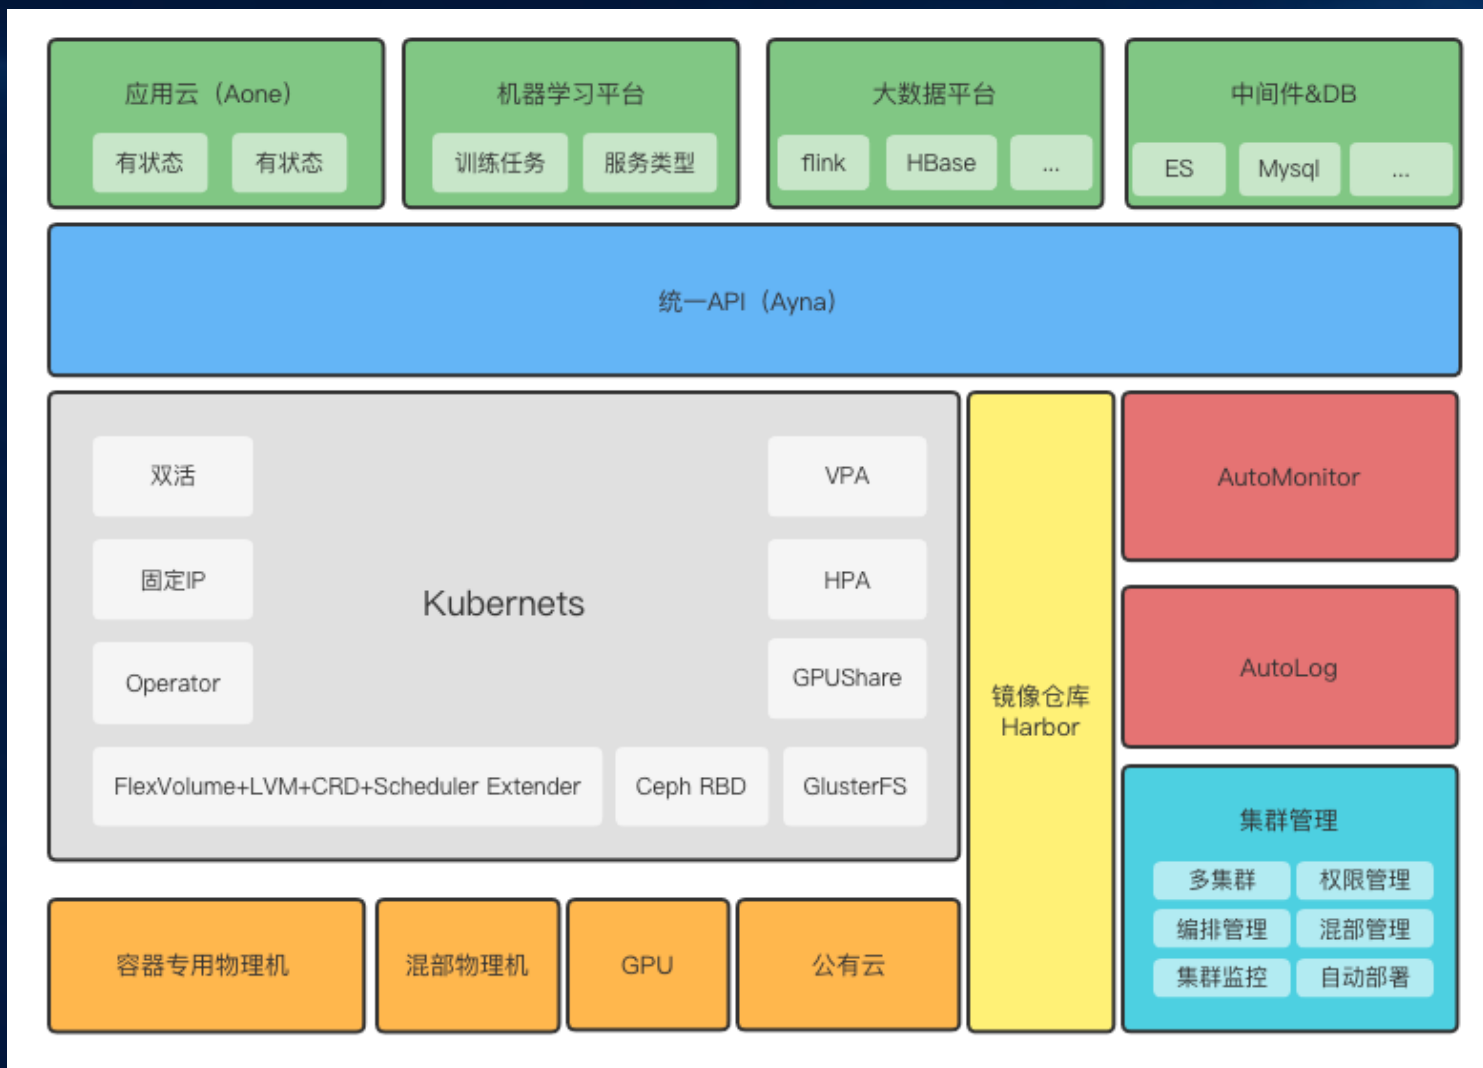 应用云（Aone）
有状态
有状态
机器学习平台
训练任务
服务类型
大数据平台
flink
HBase
...
中间件&DB
ES
Mysql
...
统一API（Ayna）
双活
固定IP
Operator
Kubernets
VPA
HPA
GPUShare
FlexVolume+LVM+CRD+Scheduler Extender
Ceph RBD
GlusterFS
镜像仓库
Harbor
AutoMonitor
AutoLog
集群管理
多集群
权限管理
编排管理
混部管理
集群监控
自动部署
容器专用物理机
混部物理机
GPU
公有云